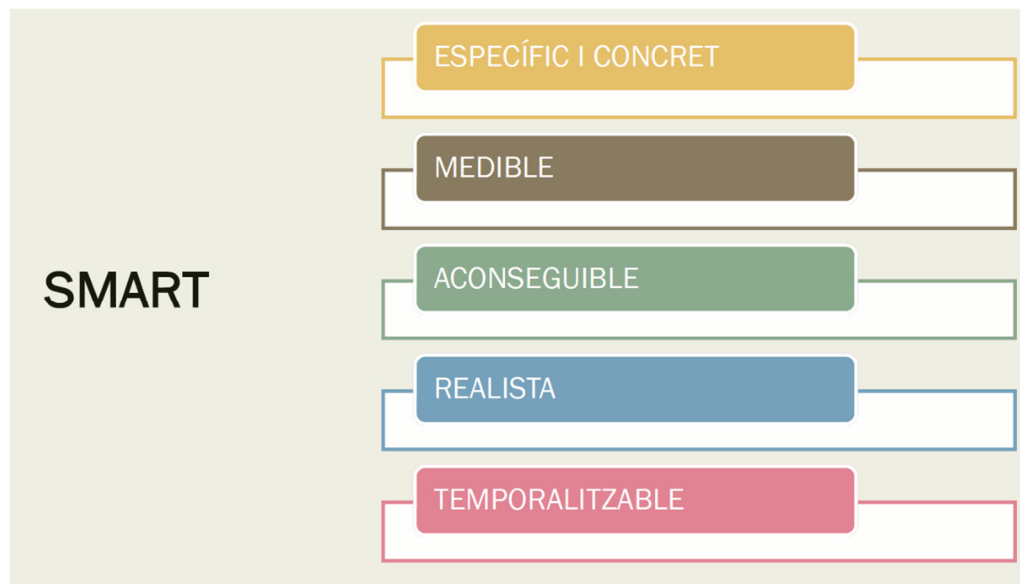 SMART
ESPECÍFIC I CONCRET
MEDIBLE
ACONSEGUIBLE
REALISTA
TEMPORALITZABLE